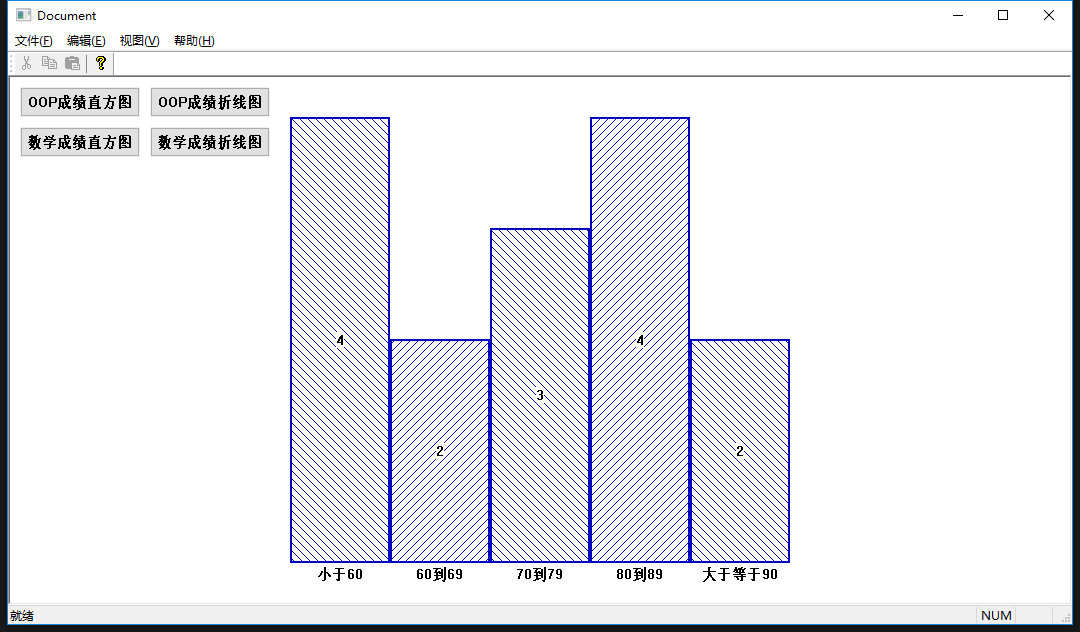 Document
文件(F) 编辑(E) 视图(V) 帮助(H)
?
OOP成绩直方图 OOP成绩折线图
数学成绩直方图 数学成绩折线图
4
2
3
4
2
小于60 60到69 70到79 80到89 大于等于90
就绪 NUM